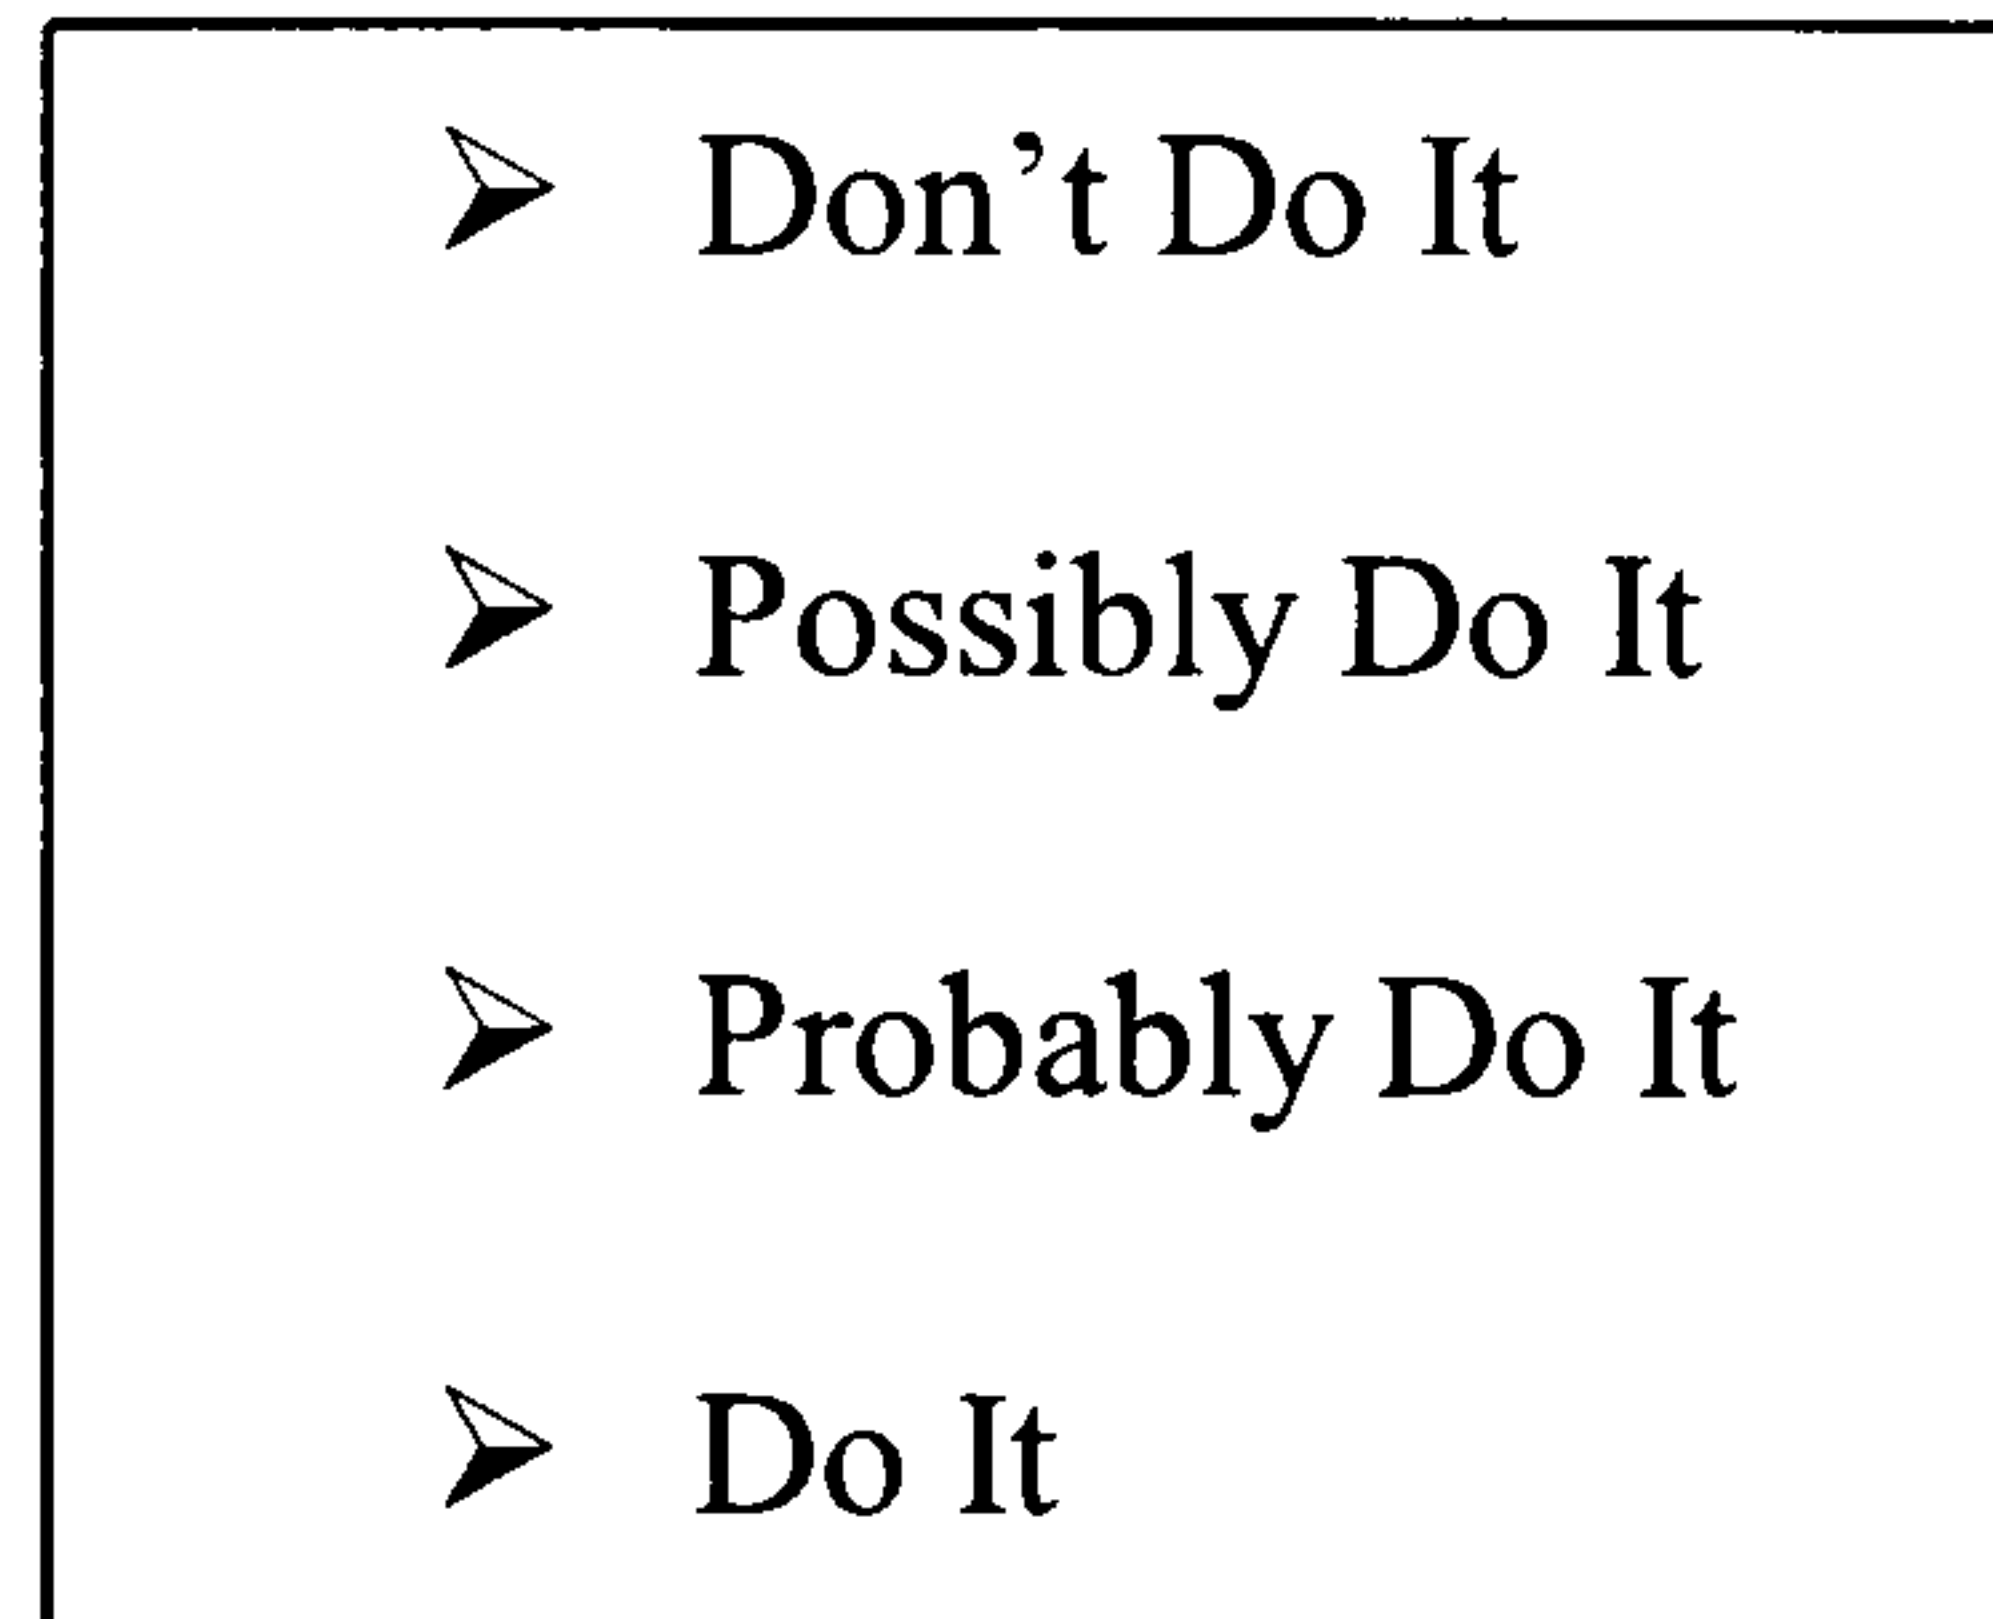 ➢ Don’t Do It
➢ Possibly Do It
➢ Probably Do It
➢ Do It